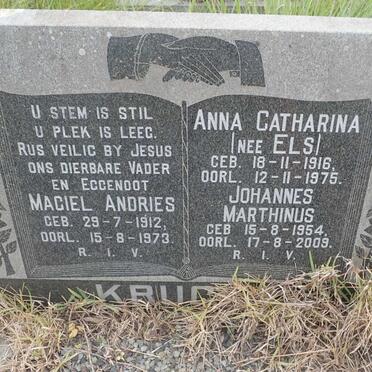 U STEM IS STIL
U PLEK IS LEEG.
RUS VEILIG BY JESUS
ONS DIERBARE VADER
EN EGGENOOT
MAGIEL ANDRIES
GEB. 29-7-1912,
OORL. 15-8-1973.
R. I. V.
ANNA CATHARINA
(NEE ELS)
GEB. 18-11-1916.
OORL. 12-11-1975.
JOHANNES
MARTHINUS
GEB 15-8-1954,
OORL. 17-8-2009.
R. I. V.